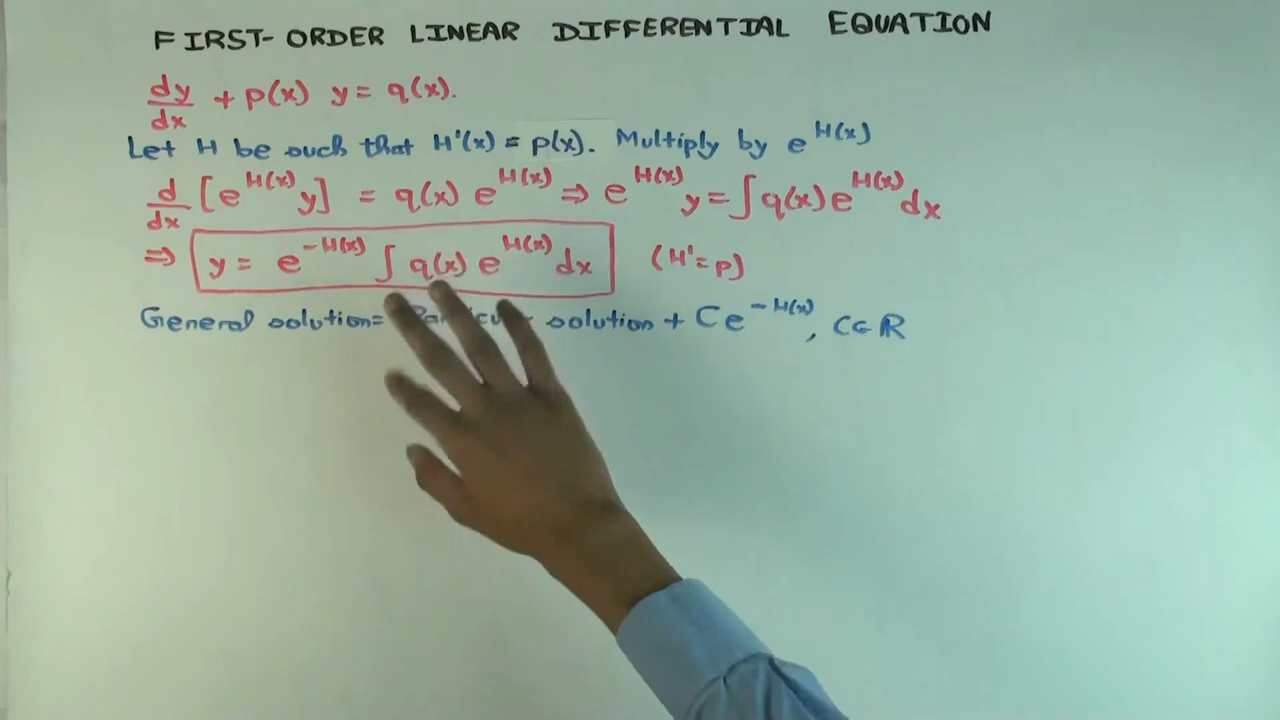 FIRST-ORDER LINEAR DIFFERENTIAL EQUATION
dy/dx + p(x) y = q(x).
Let H be such that H'(x) = p(x). Multiply by e^H(x)
d/dx [e^H(x) y] = q(x) e^H(x) ⇒ e^H(x) y = ∫ q(x) e^H(x) dx
⇒ y = e^-H(x) ∫ q(x) e^H(x) dx (H' = p)
General solution = solution + Ce^-H(x), C ∈ R